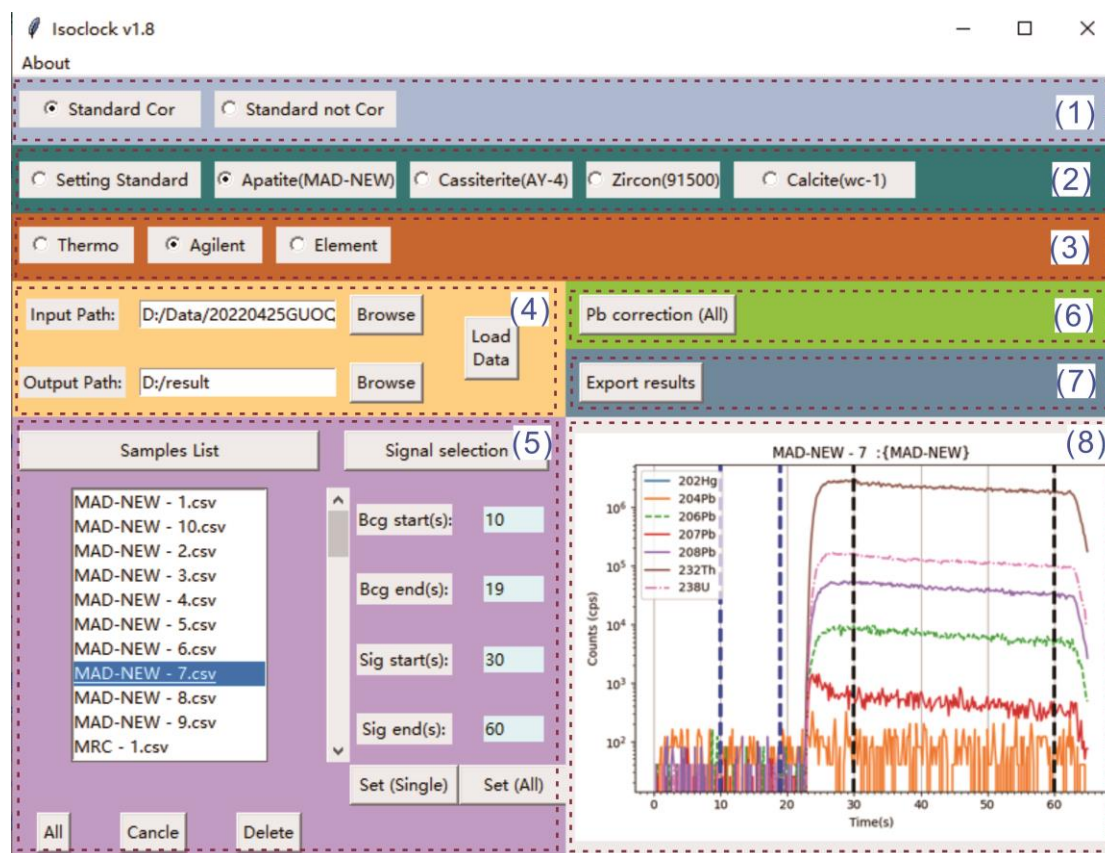 Isoclock v1.8
About
Standard Cor Standard not Cor (1)
Setting Standard Apatite(MAD-NEW) Cassiterite(AY-4) Zircon(91500) Calcite(wc-1) (2)
Thermo Agilent Element (3)
Input Path: D:/Data/20220425GUOQ Browse (4)
Load
Data
Output Path: D:/result Browse
Pb correction (All) (6)
Export results (7)
Samples List Signal selection (5)
MAD-NEW - 1.csv
MAD-NEW - 10.csv
MAD-NEW - 2.csv
MAD-NEW - 3.csv
MAD-NEW - 4.csv
MAD-NEW - 5.csv
MAD-NEW - 6.csv
MAD-NEW - 7.csv
MAD-NEW - 8.csv
MAD-NEW - 9.csv
MRC - 1.csv
Bcg start(s): 10
Bcg end(s): 19
Sig start(s): 30
Sig end(s): 60
Set (Single) Set (All)
All Cancle Delete
(8)
MAD-NEW - 7 :{MAD-NEW}
202Hg
204Pb
206Pb
207Pb
208Pb
232Th
238U
10⁶
10⁵
10⁴
10³
10²
Counts (cps)
0 10 20 30 40 50 60
Time(s)